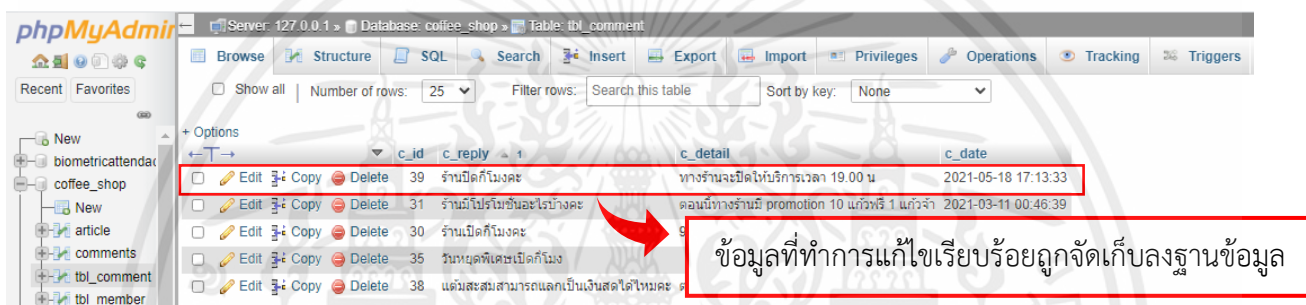 phpMyAdmin
Server: 127.0.0.1 » Database: coffee_shop » Table: tbl_comment
Browse Structure SQL Search Insert Export Import Privileges Operations Tracking Triggers
Recent Favorites
Show all | Number of rows: 25 Filter rows: Search this table Sort by key: None
New
biometricattendac
coffee_shop
New
article
comments
tbl_comment
tbl_member
+ Options
←T→ c_id c_reply 1 c_detail c_date
Edit Copy Delete 39 ร้านปิดกี่โมงคะ ทางร้านจะปิดให้บริการเวลา 19.00 น 2021-05-18 17:13:33
Edit Copy Delete 31 ร้านมีโปรโมชั่นอะไรบ้างคะ ตอนนี้ทางร้านมี promotion 10 แก้วฟรี 1 แก้วจ้า 2021-03-11 00:46:39
Edit Copy Delete 30 ร้านเปิดกี่โมงคะ 9
Edit Copy Delete 35 วันหยุดพิเศษเปิดกี่โมง
Edit Copy Delete 38 แต้มสะสมสามารถแลกเป็นเงินสดได้ไหมคะ
ข้อมูลที่ทำการแก้ไขเรียบร้อยถูกจัดเก็บลงฐานข้อมูล